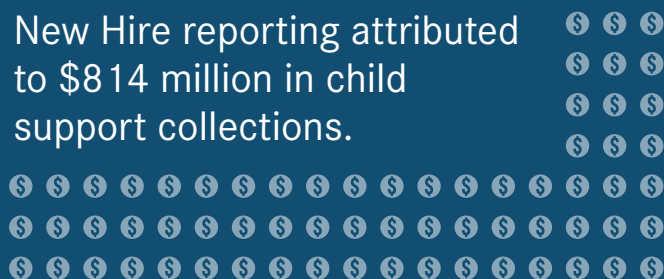 New Hire reporting attributed
to $814 million in child
support collections.